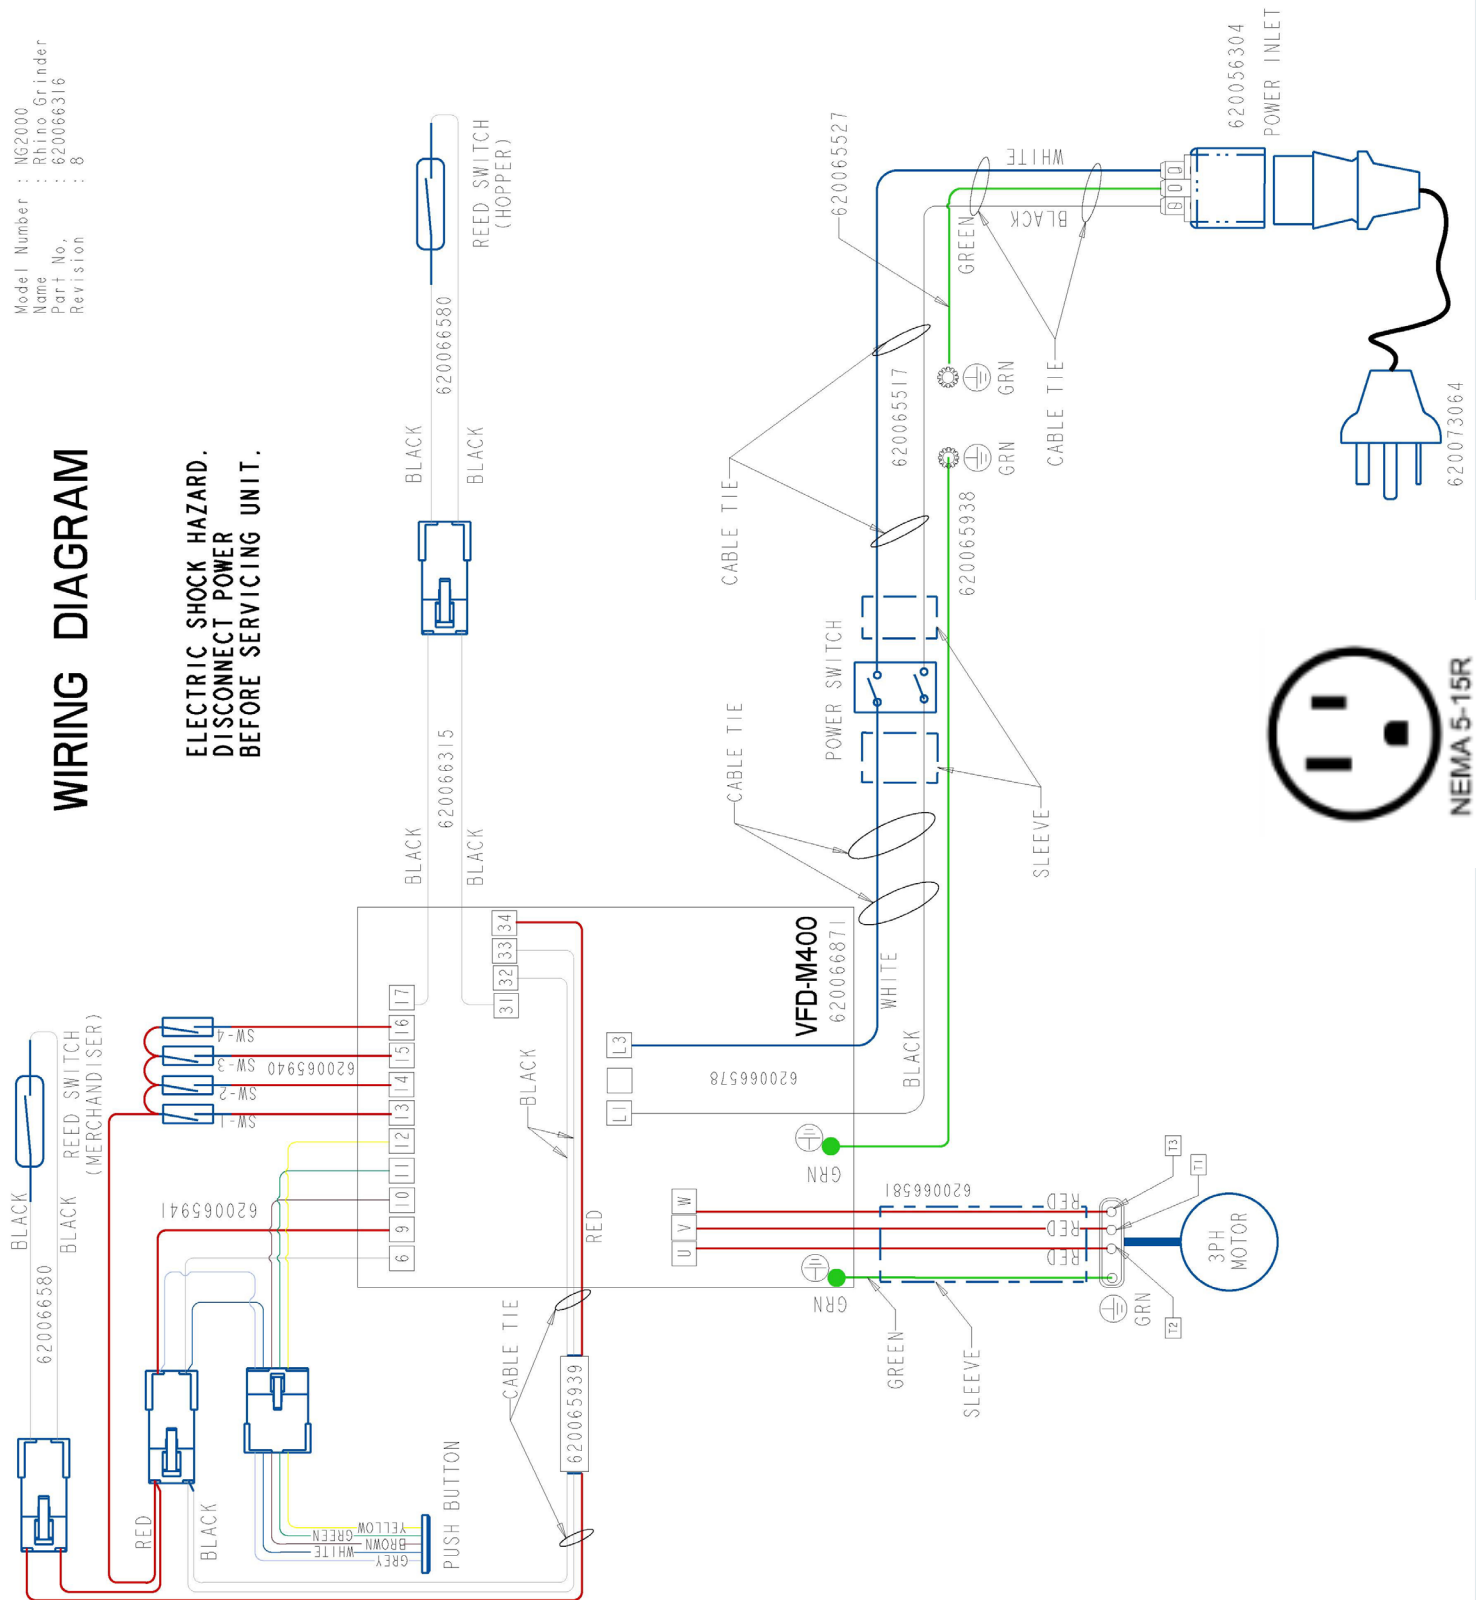 WIRING DIAGRAM
Model Number : NG2000
Name : Rhino Grinder
Part No, : 620066316
Revision : 8
ELECTRIC SHOCK HAZARD.
DISCONNECT POWER
BEFORE SERVICING UNIT.
BLACK
620066580
BLACK
REED SWITCH
(MERCHANDISER)
RED
BLACK
SW-4
SW-3
SW-2
SW-1
620065940
620065941
GREY
WHITE
BROWN
GREEN
YELLOW
PUSH BUTTON
6
9
10
11
12
13
14
15
16
17
31
32
33
34
BLACK
620066315
BLACK
BLACK
620066580
BLACK
REED SWITCH
(HOPPER)
BLACK
RED
CABLE TIE
620065939
L1
L3
620066578
VFD-M400
620066871
WHITE
BLACK
GRN
GRN
U
V
W
620066581
RED
RED
RED
GREEN
SLEEVE
GRN
T3
T1
T2
3PH
MOTOR
CABLE TIE
POWER SWITCH
SLEEVE
CABLE TIE
620065517
620065938
GRN
GRN
CABLE TIE
620065527
GREEN
WHITE
BLACK
620056304
POWER INLET
620073064
NEMA 5-15R